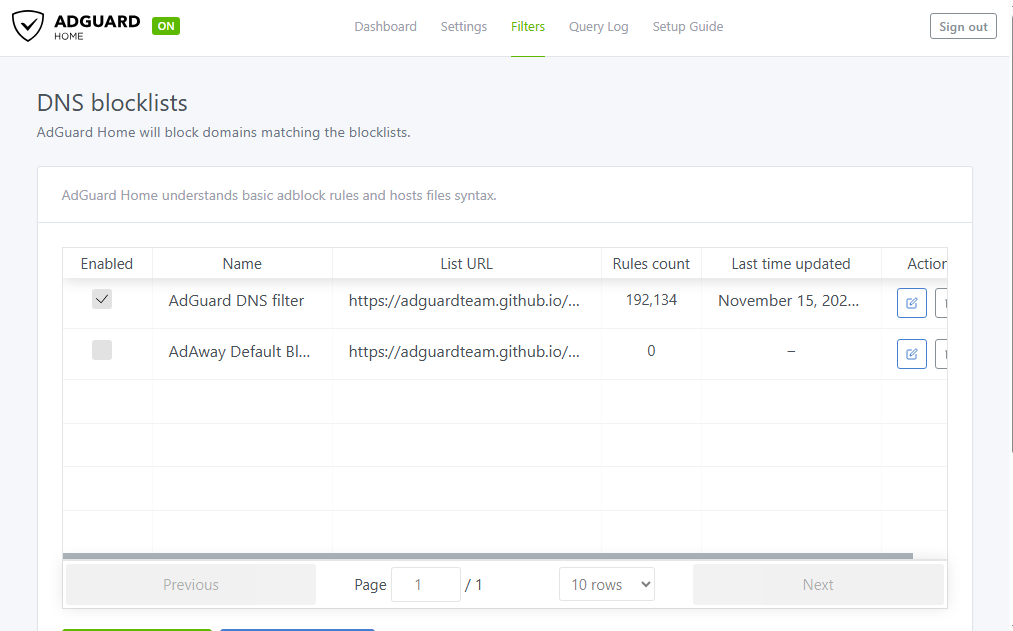 ADGUARD ON
HOME
Dashboard Settings Filters Query Log Setup Guide Sign out
DNS blocklists
AdGuard Home will block domains matching the blocklists.
AdGuard Home understands basic adblock rules and hosts files syntax.
Enabled Name List URL Rules count Last time updated Action
AdGuard DNS filter https://adguardteam.github.io/... 192,134 November 15, 202...
AdAway Default Bl... https://adguardteam.github.io/... 0 –
Previous Page 1 / 1 10 rows Next